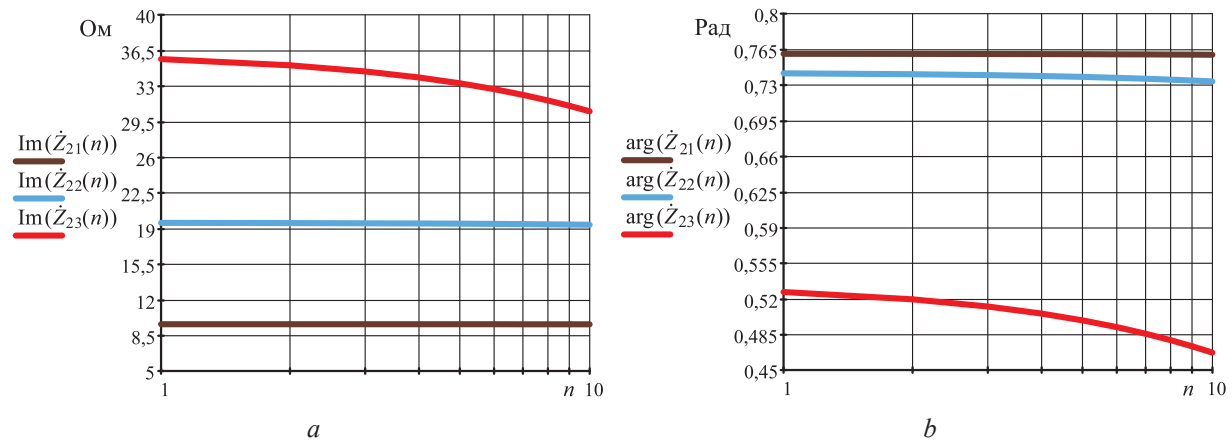 Ом
40
36,5
33
29,5
26
22,5
19
15,5
12
8,5
5
Im(Ż₂₁(n))
Im(Ż₂₂(n))
Im(Ż₂₃(n))
1
n
10
a
Рад
0,8
0,765
0,73
0,695
0,66
0,625
0,59
0,555
0,52
0,485
0,45
arg(Ż₂₁(n))
arg(Ż₂₂(n))
arg(Ż₂₃(n))
1
n
10
b